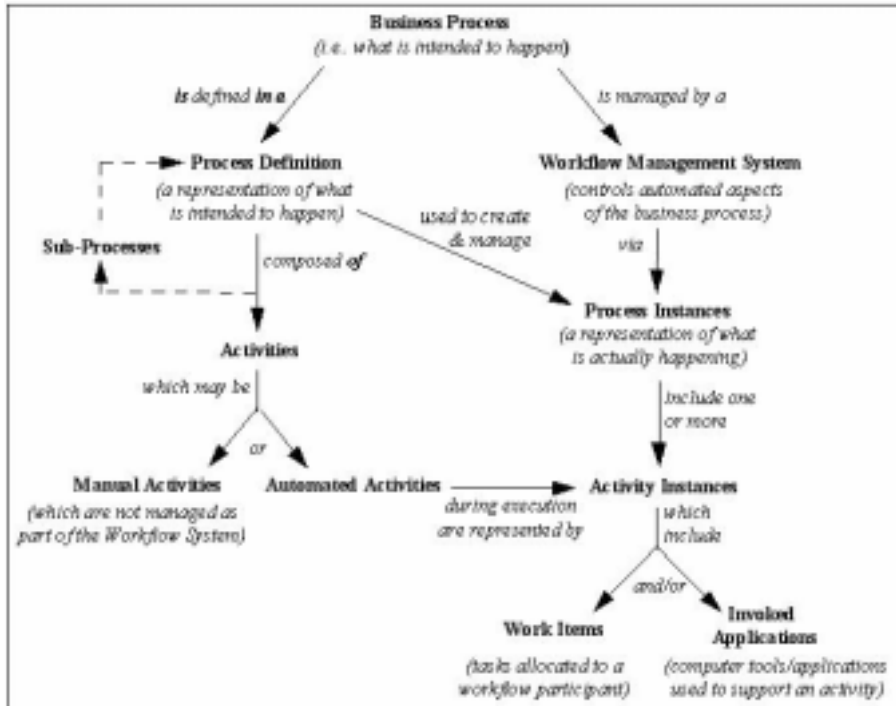 Business Process
(i.e. what is intended to happen)
is defined in a
is managed by a
Process Definition
(a representation of what
is intended to happen)
Workflow Management System
(controls automated aspects
of the business process)
used to create
& manage
via
Sub-Processes
composed of
Process Instances
(a representation of what
is actually happening)
Activities
which may be
include one
or more
or
Manual Activities
(which are not managed as
part of the Workflow System)
Automated Activities
during execution
are represented by
Activity Instances
which
include
and/or
Work Items
(tasks allocated to a
workflow participant)
Invoked
Applications
(computer tools/applications
used to support an activity)